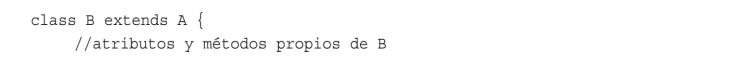 class B extends A {
//atributos y métodos propios de B